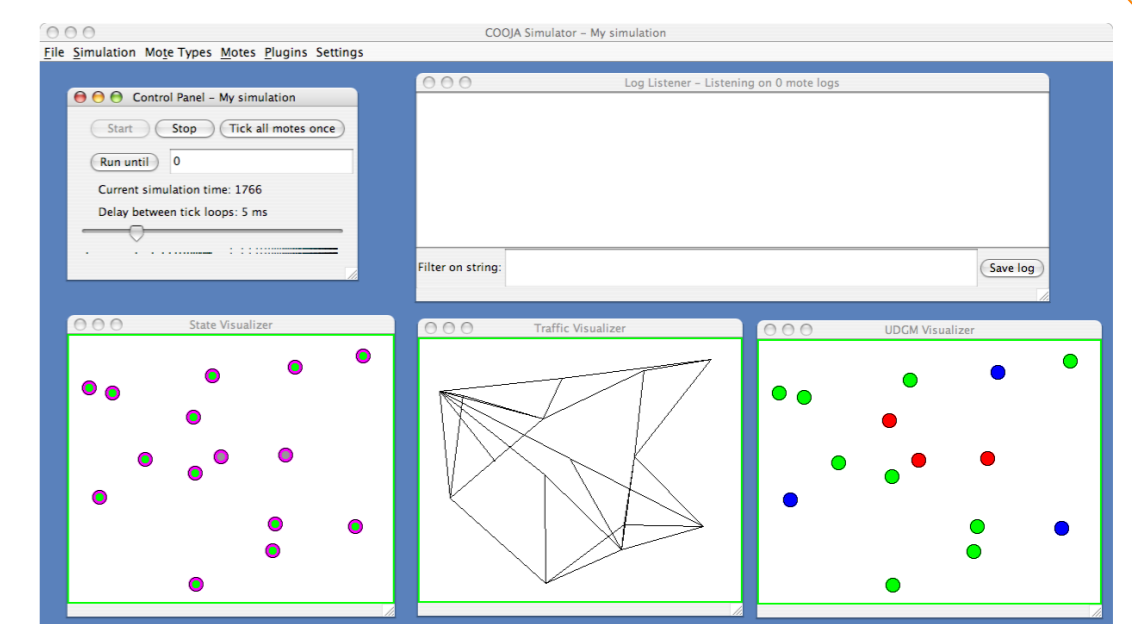 COOJA Simulator – My simulation
File Simulation Mote Types Motes Plugins Settings
Control Panel – My simulation
Start Stop Tick all motes once
Run until 0
Current simulation time: 1766
Delay between tick loops: 5 ms
Log Listener – Listening on 0 mote logs
Filter on string: Save log
State Visualizer
Traffic Visualizer
UDGM Visualizer